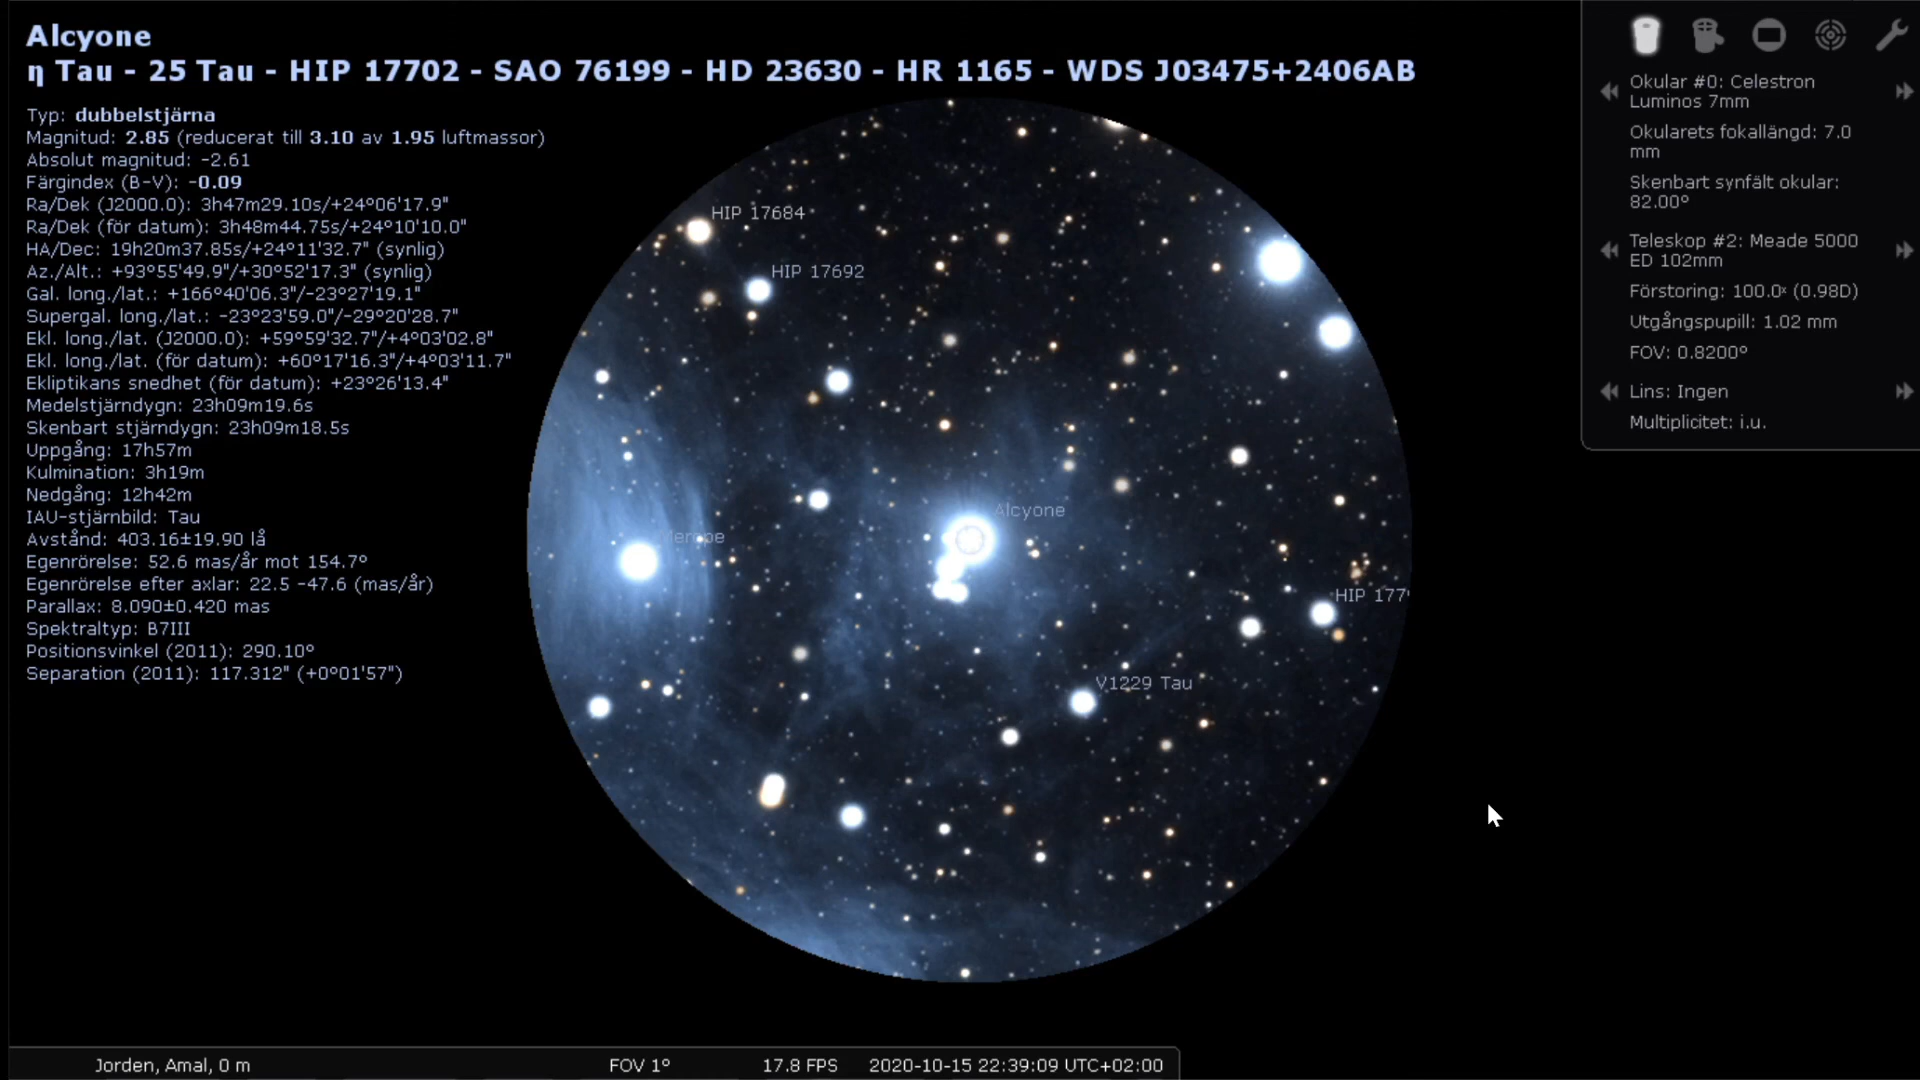 Alcyone
η Tau - 25 Tau - HIP 17702 - SAO 76199 - HD 23630 - HR 1165 - WDS J03475+2406AB
Typ: dubbelstjärna
Magnitud: 2.85 (reducerat till 3.10 av 1.95 luftmassor)
Absolut magnitud: -2.61
Färgindex (B-V): -0.09
Ra/Dek (J2000.0): 3h47m29.10s/+24°06'17.9"
Ra/Dek (för datum): 3h48m44.75s/+24°10'10.0"
HA/Dec: 19h20m37.85s/+24°11'32.7" (synlig)
Az./Alt.: +93°55'49.9"/+30°52'17.3" (synlig)
Gal. long./lat.: +166°40'06.3"/-23°27'19.1"
Supergal. long./lat.: -23°23'59.0"/-29°20'28.7"
Ekl. long./lat. (J2000.0): +59°59'32.7"/+4°03'02.8"
Ekl. long./lat. (för datum): +60°17'16.3"/+4°03'11.7"
Ekliptikans snedhet (för datum): +23°26'13.4"
Medelstjärndygn: 23h09m19.6s
Skenbart stjärndygn: 23h09m18.5s
Uppgång: 17h57m
Kulmination: 3h19m
Nedgång: 12h42m
IAU-stjärnbild: Tau
Avstånd: 403.16±19.90 lå
Egenrörelse: 52.6 mas/år mot 154.7°
Egenrörelse efter axlar: 22.5 -47.6 (mas/år)
Parallax: 8.090±0.420 mas
Spektraltyp: B7III
Positionsvinkel (2011): 290.10°
Separation (2011): 117.312" (+0°01'57")
HIP 17684
HIP 17692
Alcyone
Merope
HIP 177
V1229 Tau
Okular #0: Celestron
Luminos 7mm
Okularets fokallängd: 7.0
mm
Skenbart synfält okular:
82.00°
Teleskop #2: Meade 5000
ED 102mm
Förstoring: 100.0ˣ (0.98D)
Utgångspupill: 1.02 mm
FOV: 0.8200°
Lins: Ingen
Multiplicitet: i.u.
Jorden, Amal, 0 m
FOV 1°
17.8 FPS
2020-10-15 22:39:09 UTC+02:00